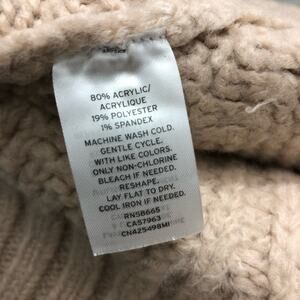 80% ACRYLIC/
ACRYLIQUE
19% POLYESTER
1% SPANDEX
MACHINE WASH COLD.
GENTLE CYCLE.
WITH LIKE COLORS.
ONLY NON-CHLORINE
BLEACH IF NEEDED.
RESHAPE.
LAY FLAT TO DRY.
COOL IRON IF NEEDED.
RN58665
CA57963
CN425498MI